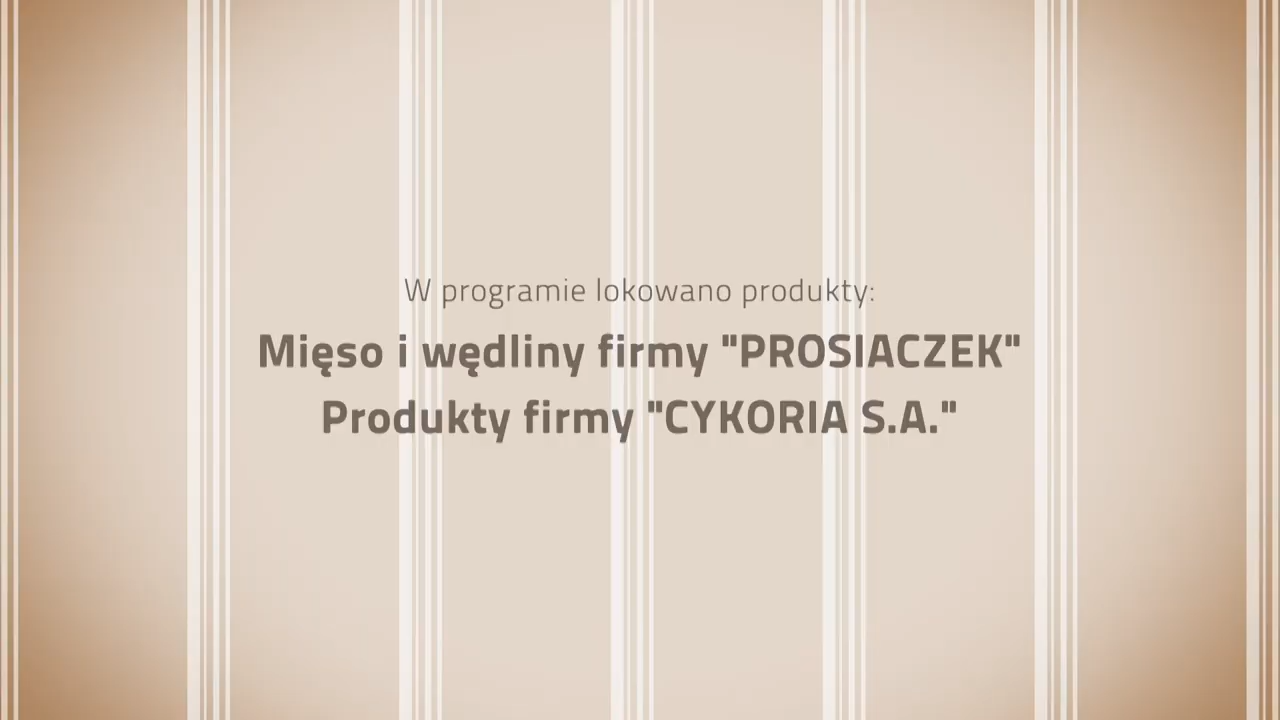 W programie lokowano produkty:
Mięso i wędliny firmy "PROSIACZEK"
Produkty firmy "CYKORIA S.A."